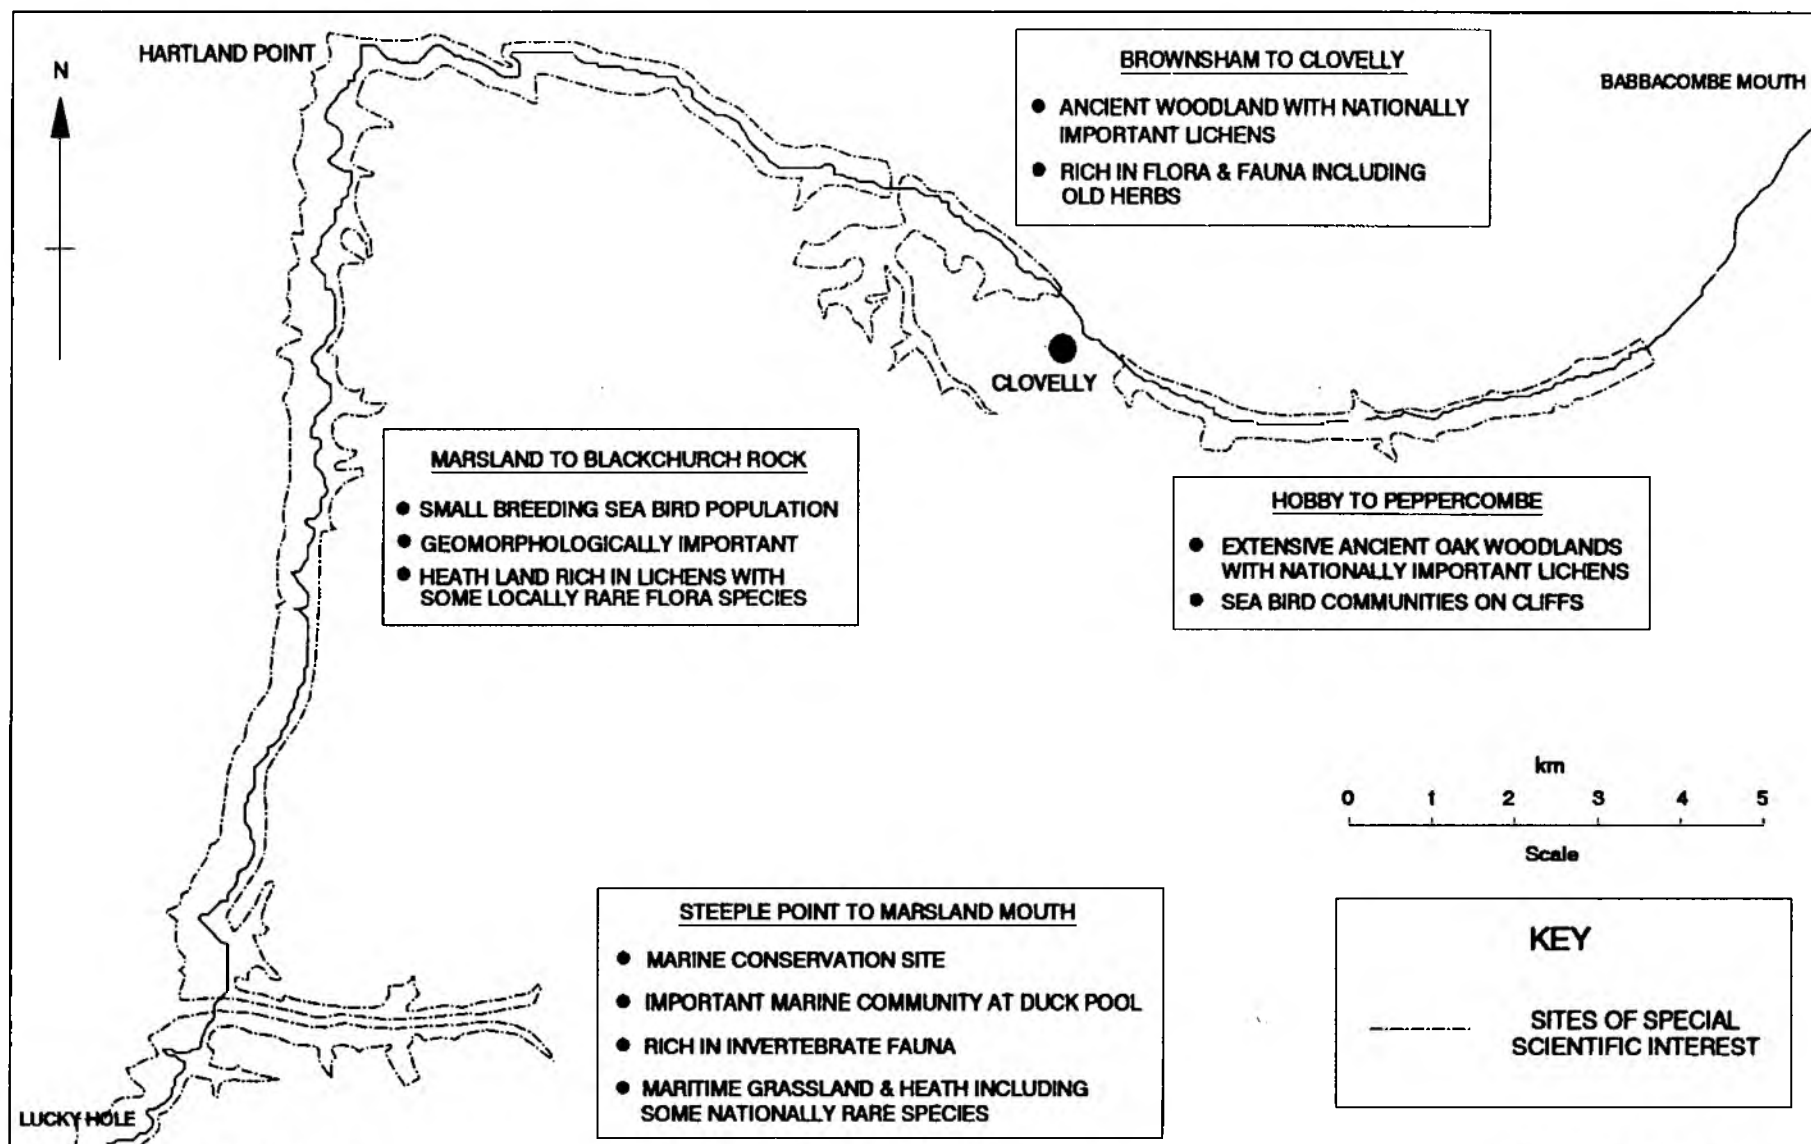 HARTLAND POINT
N
BROWNSHAM TO CLOVELLY
● ANCIENT WOODLAND WITH NATIONALLY
IMPORTANT LICHENS
● RICH IN FLORA & FAUNA INCLUDING
OLD HERBS
BABBACOMBE MOUTH
CLOVELLY
MARSLAND TO BLACKCHURCH ROCK
● SMALL BREEDING SEA BIRD POPULATION
● GEOMORPHOLOGICALLY IMPORTANT
● HEATH LAND RICH IN LICHENS WITH
SOME LOCALLY RARE FLORA SPECIES
HOBBY TO PEPPERCOMBE
● EXTENSIVE ANCIENT OAK WOODLANDS
WITH NATIONALLY IMPORTANT LICHENS
● SEA BIRD COMMUNITIES ON CLIFFS
km
0 1 2 3 4 5
Scale
STEEPLE POINT TO MARSLAND MOUTH
● MARINE CONSERVATION SITE
● IMPORTANT MARINE COMMUNITY AT DUCK POOL
● RICH IN INVERTEBRATE FAUNA
● MARITIME GRASSLAND & HEATH INCLUDING
SOME NATIONALLY RARE SPECIES
KEY
SITES OF SPECIAL
SCIENTIFIC INTEREST
LUCKY HOLE